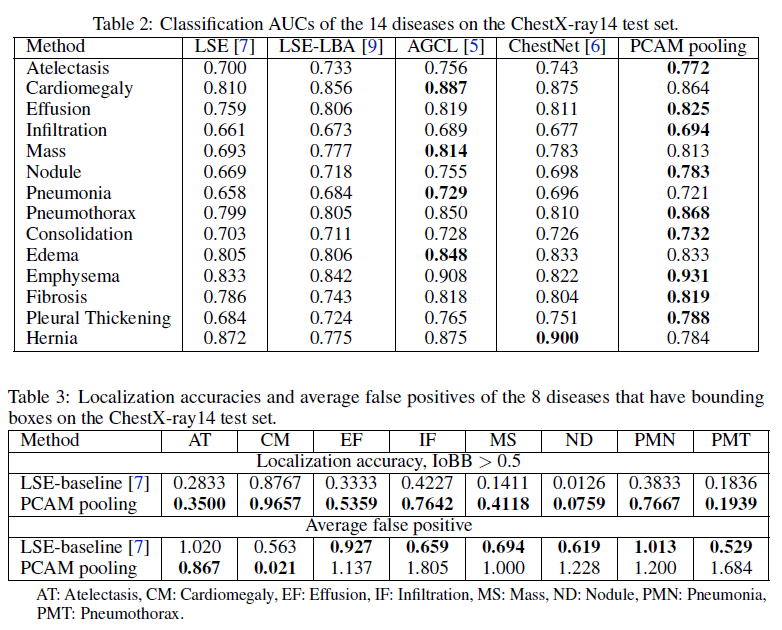 Table 2: Classification AUCs of the 14 diseases on the ChestX-ray14 test set.
Method LSE [7] LSE-LBA [9] AGCL [5] ChestNet [6] PCAM pooling
Atelectasis 0.700 0.733 0.756 0.743 0.772
Cardiomegaly 0.810 0.856 0.887 0.875 0.864
Effusion 0.759 0.806 0.819 0.811 0.825
Infiltration 0.661 0.673 0.689 0.677 0.694
Mass 0.693 0.777 0.814 0.783 0.813
Nodule 0.669 0.718 0.755 0.698 0.783
Pneumonia 0.658 0.684 0.729 0.696 0.721
Pneumothorax 0.799 0.805 0.850 0.810 0.868
Consolidation 0.703 0.711 0.728 0.726 0.732
Edema 0.805 0.806 0.848 0.833 0.833
Emphysema 0.833 0.842 0.908 0.822 0.931
Fibrosis 0.786 0.743 0.818 0.804 0.819
Pleural Thickening 0.684 0.724 0.765 0.751 0.788
Hernia 0.872 0.775 0.875 0.900 0.784
Table 3: Localization accuracies and average false positives of the 8 diseases that have bounding
boxes on the ChestX-ray14 test set.
Method AT CM EF IF MS ND PMN PMT
Localization accuracy, IoBB > 0.5
LSE-baseline [7] 0.2833 0.8767 0.3333 0.4227 0.1411 0.0126 0.3833 0.1836
PCAM pooling 0.3500 0.9657 0.5359 0.7642 0.4118 0.0759 0.7667 0.1939
Average false positive
LSE-baseline [7] 1.020 0.563 0.927 0.659 0.694 0.619 1.013 0.529
PCAM pooling 0.867 0.021 1.137 1.805 1.000 1.228 1.200 1.684
AT: Atelectasis, CM: Cardiomegaly, EF: Effusion, IF: Infiltration, MS: Mass, ND: Nodule, PMN: Pneumonia,
PMT: Pneumothorax.